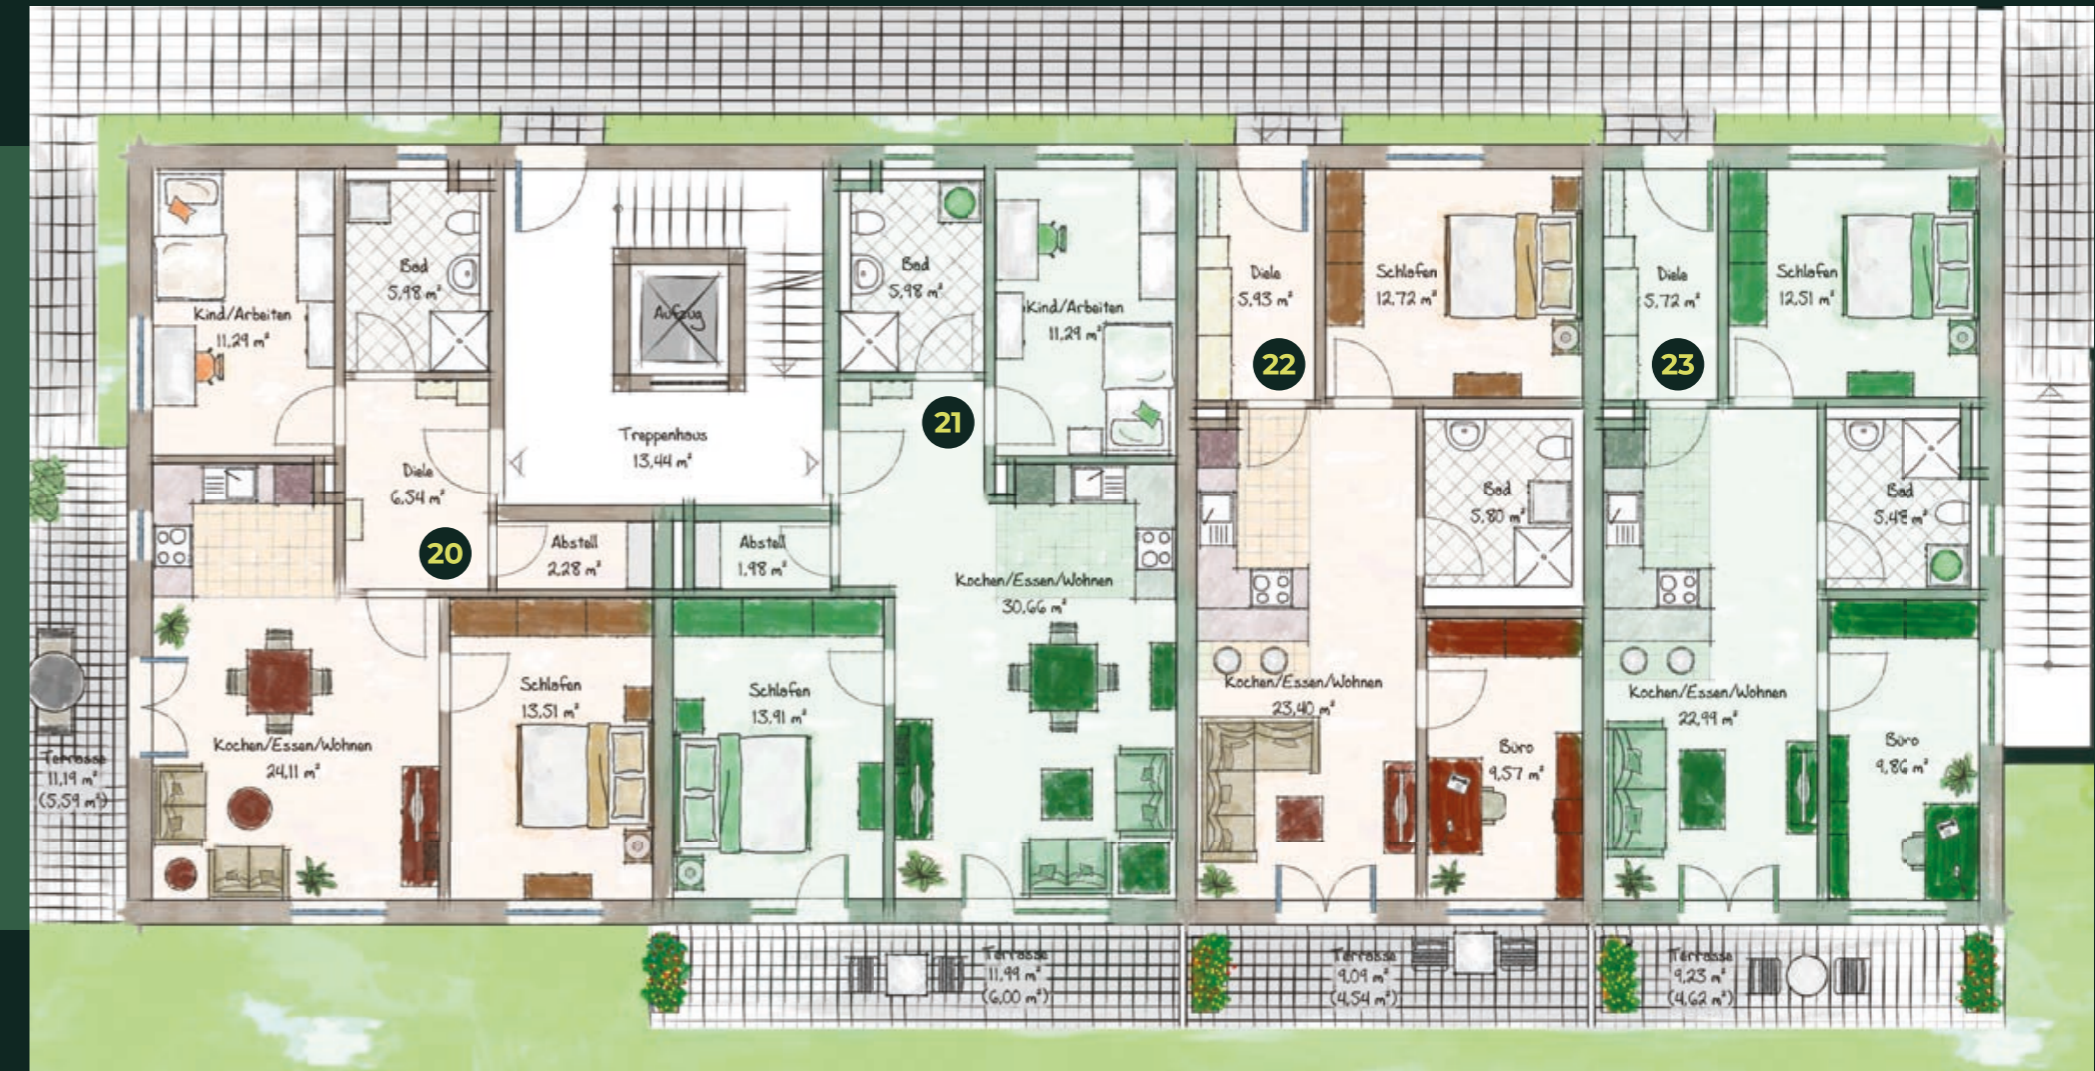 Kind/Arbeiten
11,29 m²
Bad
5,98 m²
Diele
6,54 m²
20
Abstell
2,28 m²
Kochen/Essen/Wohnen
24,11 m²
Schlafen
13,51 m²
Terrasse
11,19 m²
(5,59 m²)
Aufzug
Treppenhaus
13,44 m²
Bad
5,98 m²
Kind/Arbeiten
11,29 m²
21
Abstell
1,98 m²
Kochen/Essen/Wohnen
30,66 m²
Schlafen
13,91 m²
Terrasse
11,99 m²
(6,00 m²)
Diele
5,93 m²
22
Schlafen
12,72 m²
Bad
5,80 m²
Kochen/Essen/Wohnen
23,40 m²
Büro
9,57 m²
Terrasse
9,09 m²
(4,54 m²)
Diele
5,72 m²
23
Schlafen
12,51 m²
Bad
5,48 m²
Kochen/Essen/Wohnen
22,99 m²
Büro
9,86 m²
Terrasse
9,23 m²
(4,62 m²)